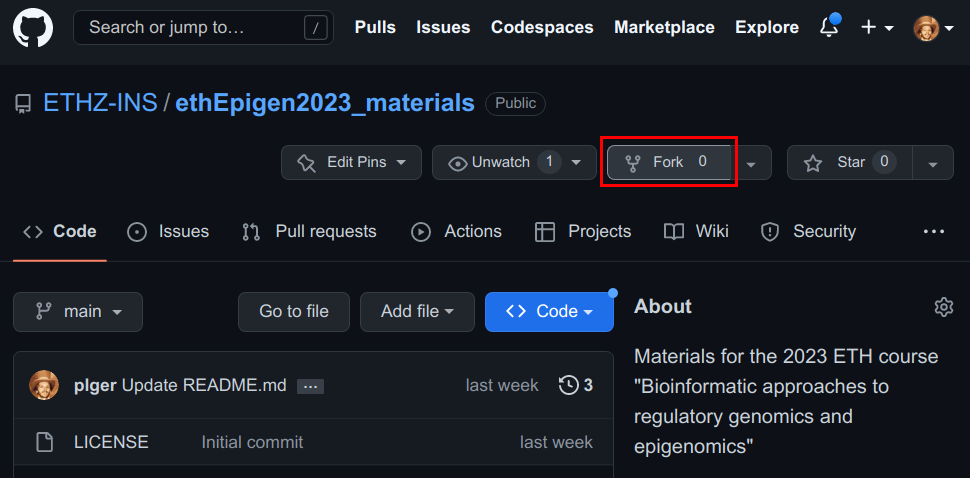 Search or jump to… / Pulls Issues Codespaces Marketplace Explore
ETHZ-INS / ethEpigen2023_materials Public
Edit Pins Unwatch 1 Fork 0 Star 0
Code Issues Pull requests Actions Projects Wiki Security ...
main Go to file Add file <> Code About
Materials for the 2023 ETH course
plger Update README.md ... last week 3
"Bioinformatic approaches to
regulatory genomics and
LICENSE Initial commit last week
epigenomics"